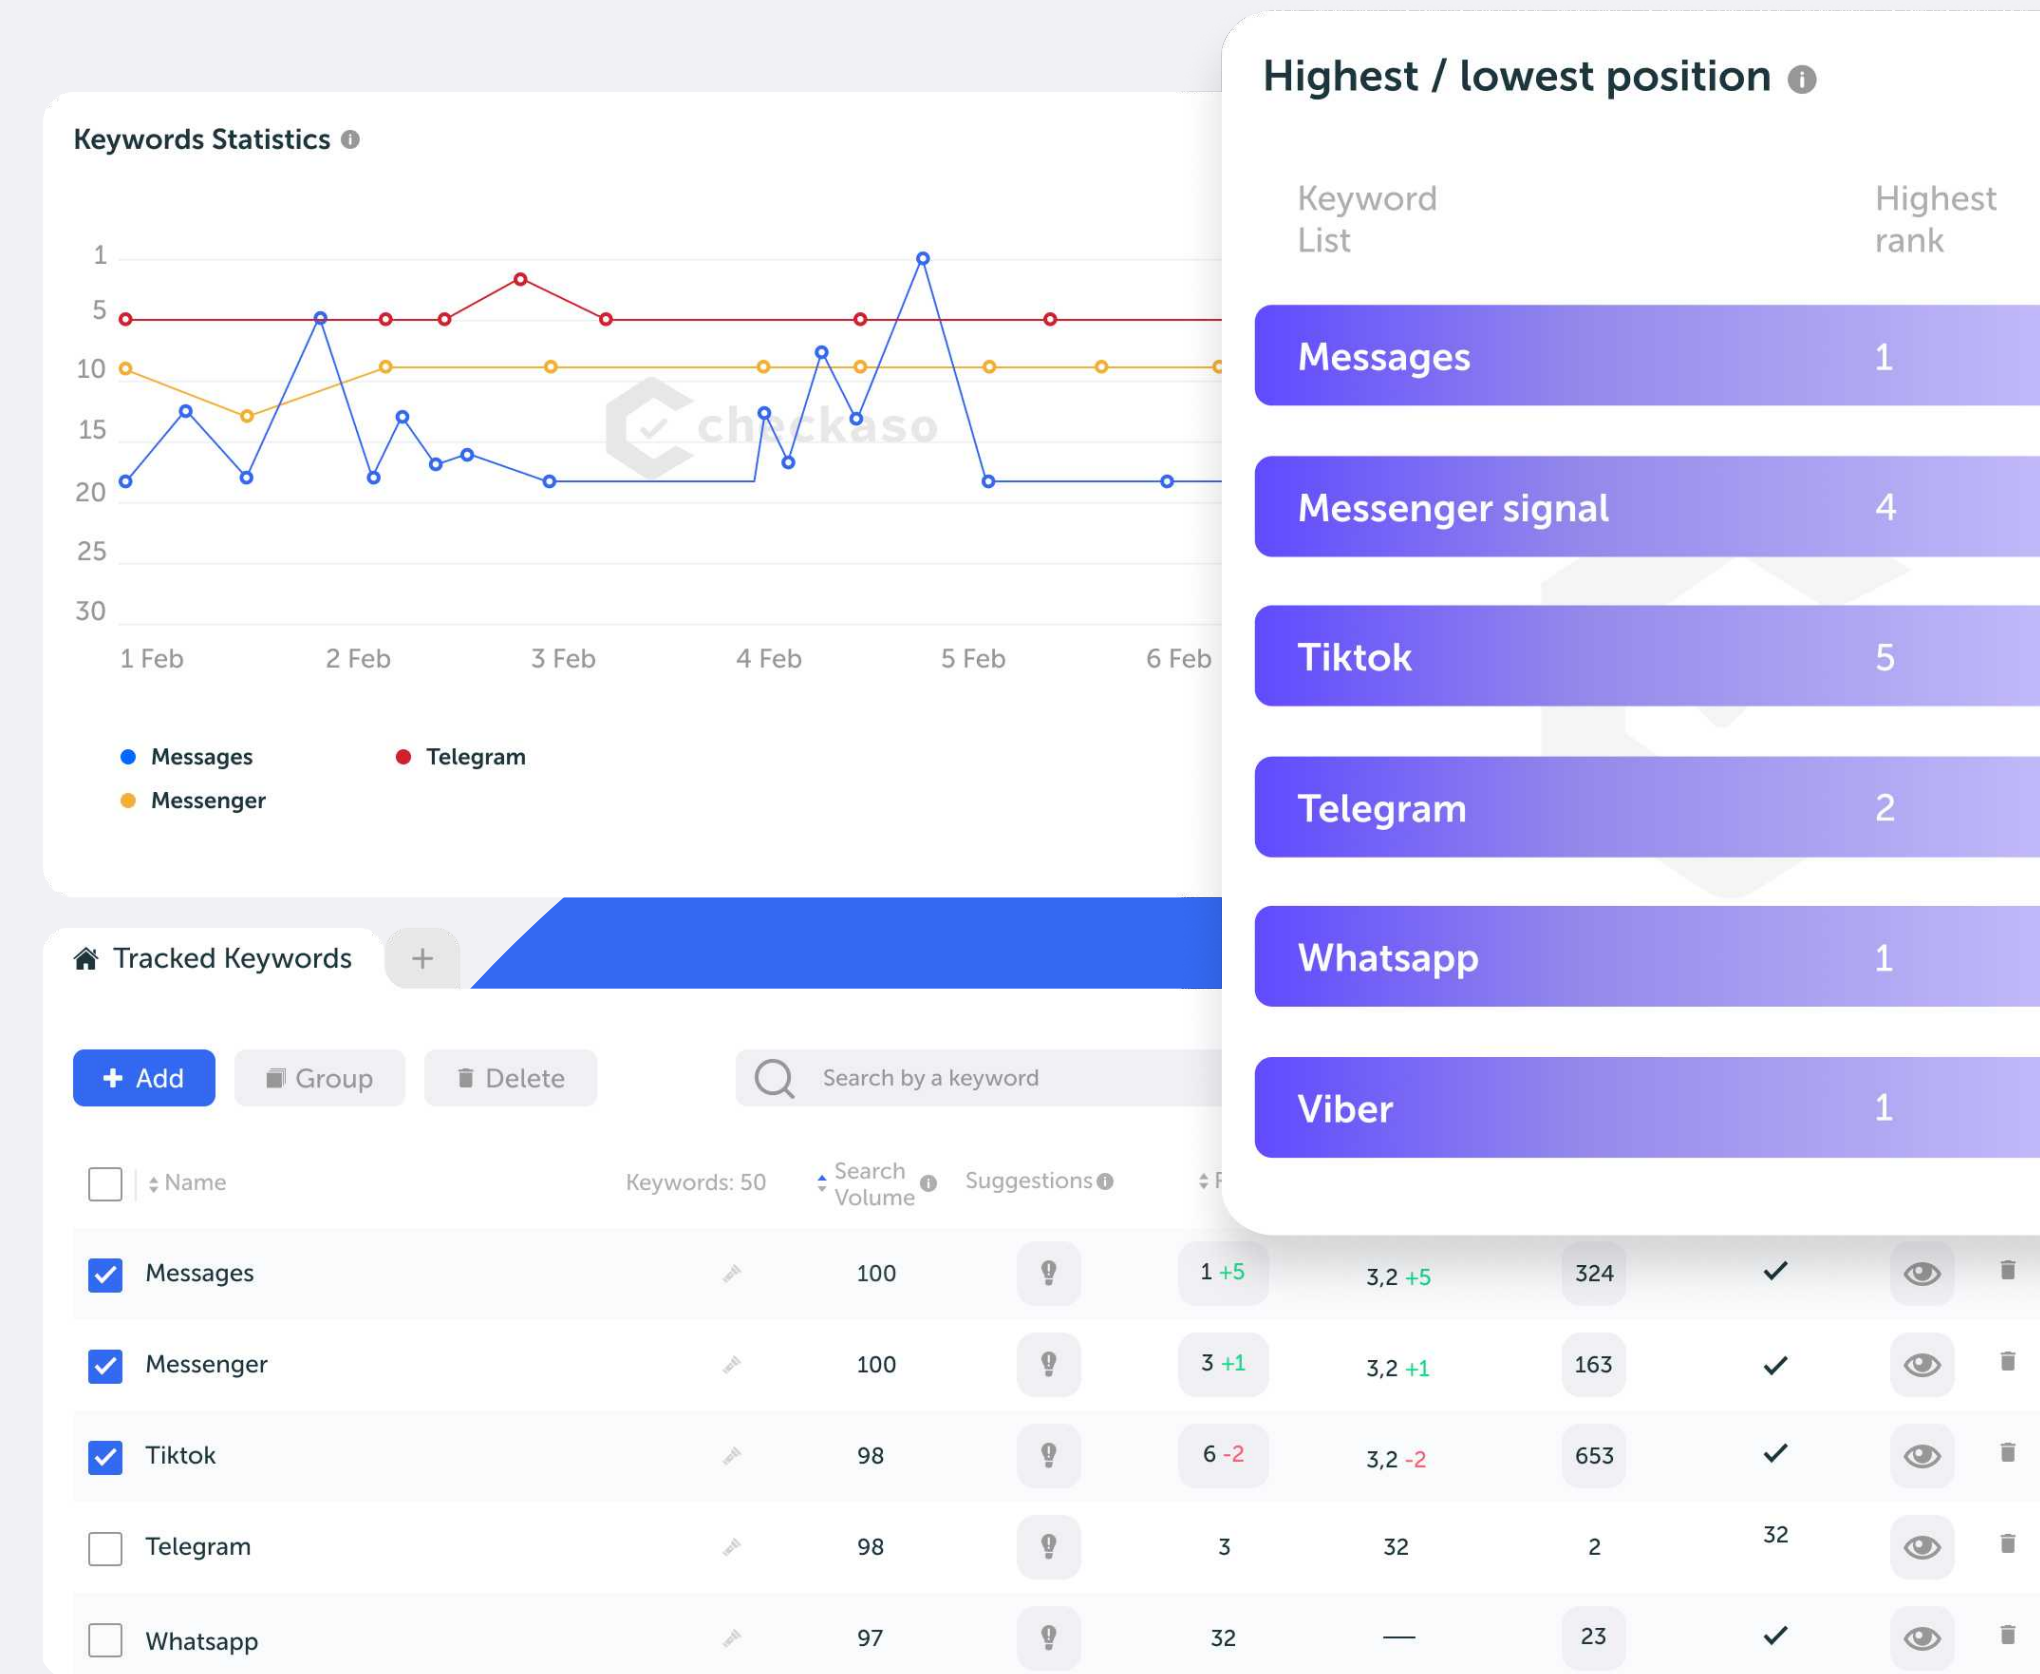 Keywords Statistics
1
5
10
15
20
25
30
checkaso
1 Feb
2 Feb
3 Feb
4 Feb
5 Feb
6 Feb
Messages
Telegram
Messenger
Highest / lowest position
Keyword
List
Highest
rank
Messages 1
Messenger signal 4
Tiktok 5
Telegram 2
Whatsapp 1
Viber 1
Tracked Keywords
+
+ Add
Group
Delete
Search by a keyword
Name
Keywords: 50
Search
Volume
Suggestions
Messages 100 1 +5 3,2 +5 324
Messenger 100 3 +1 3,2 +1 163
Tiktok 98 6 -2 3,2 -2 653
Telegram 98 3 32 2 32
Whatsapp 97 32 — 23